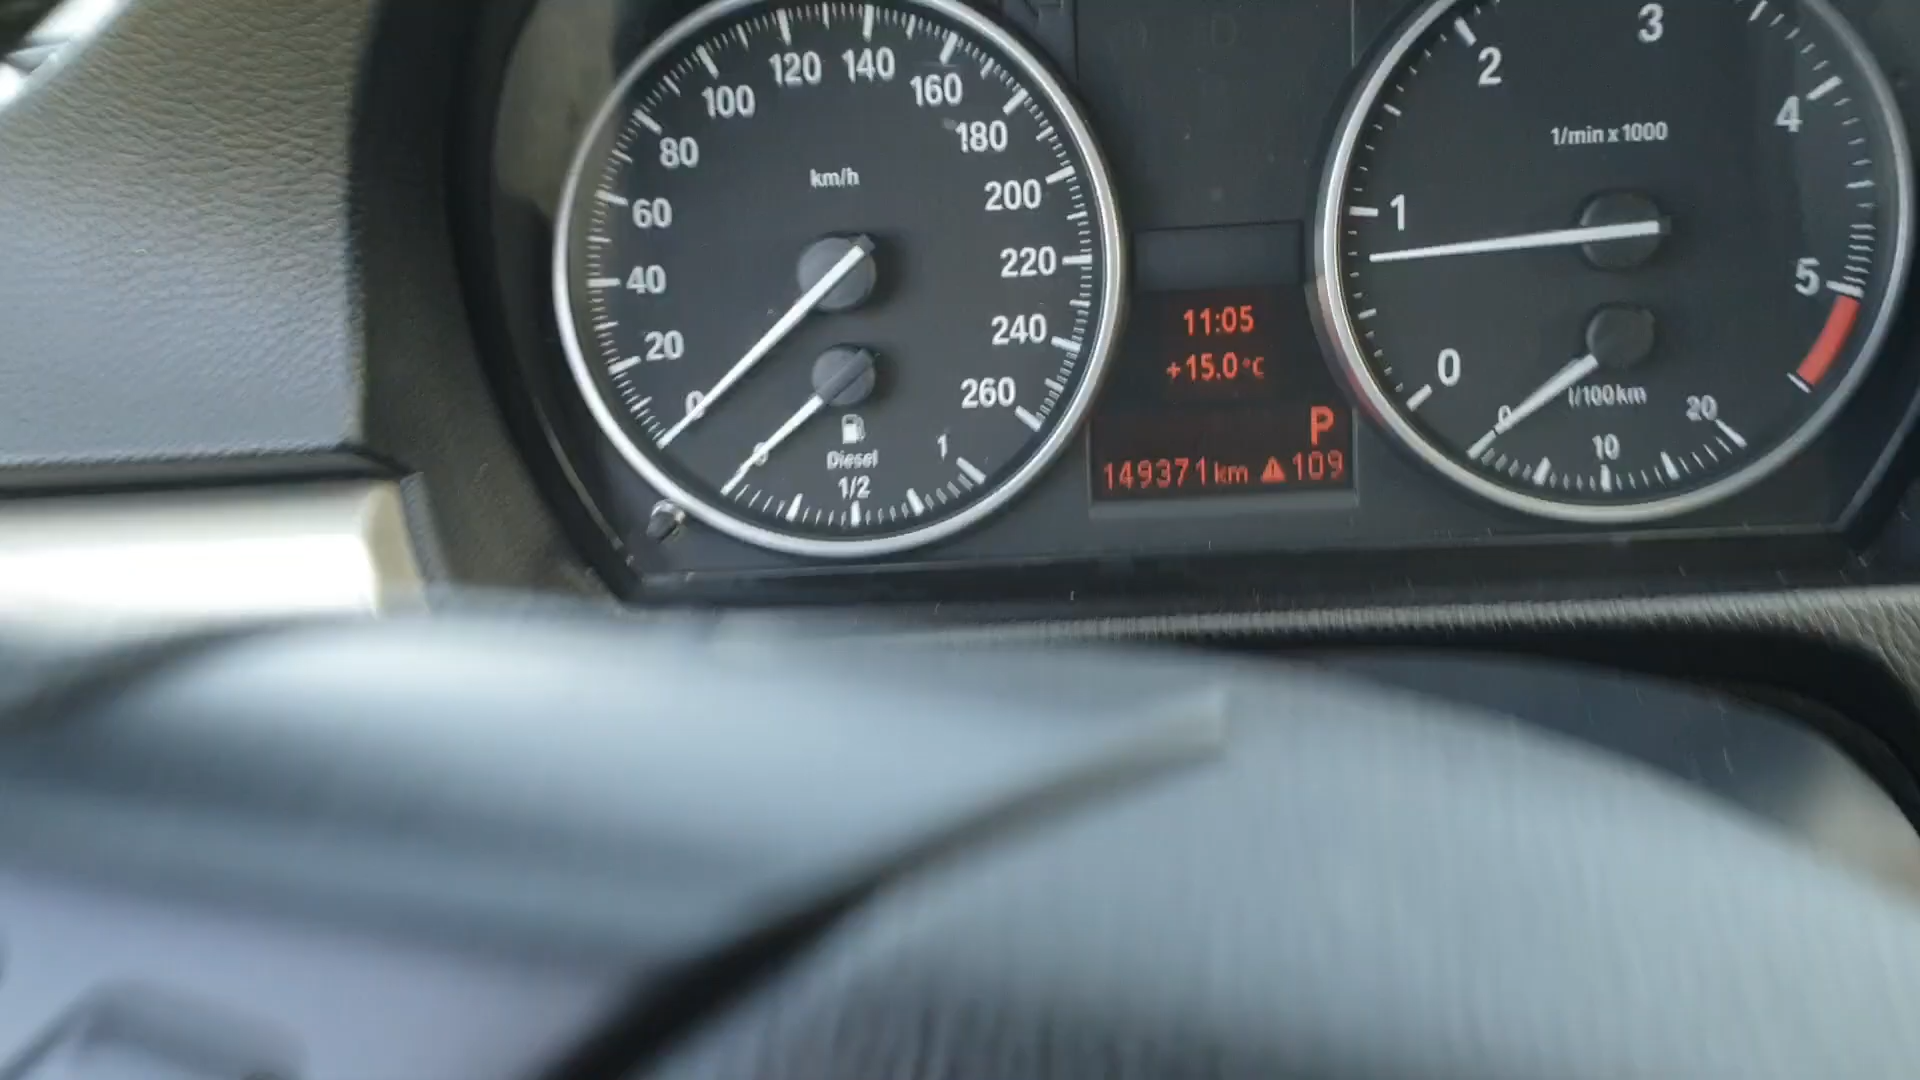 120 140
100 160
80 180
km/h
60 200
40 220
20 240
0 260
0 1
Diesel
1/2
11:05
+15.0°C
P
149371 km ⚠109
3
2
4
1/min x 1000
1
5
0
l/100km
0 20
10